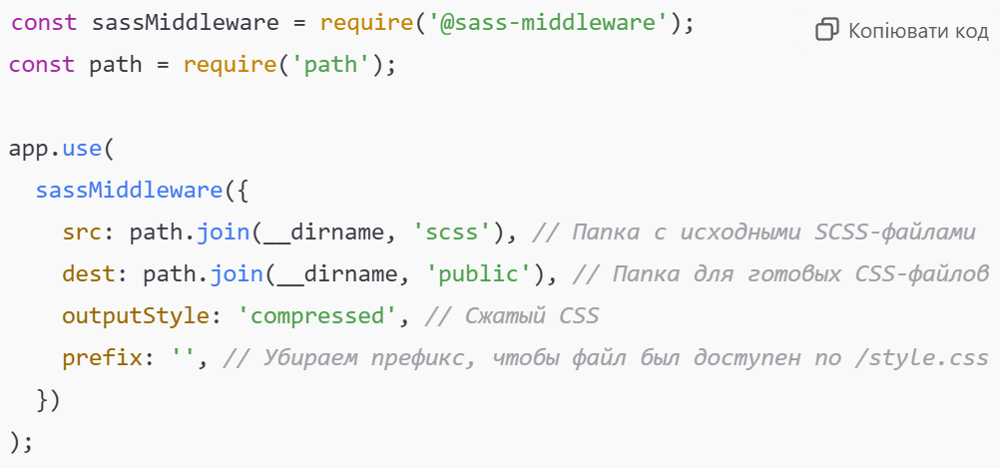 const sassMiddleware = require('@sass-middleware');
Копіювати код
const path = require('path');
app.use(
sassMiddleware({
src: path.join(__dirname, 'scss'), // Папка с исходными SCSS-файлами
dest: path.join(__dirname, 'public'), // Папка для готовых CSS-файлов
outputStyle: 'compressed', // Сжатый CSS
prefix: '', // Убираем префикс, чтобы файл был доступен по /style.css
})
);